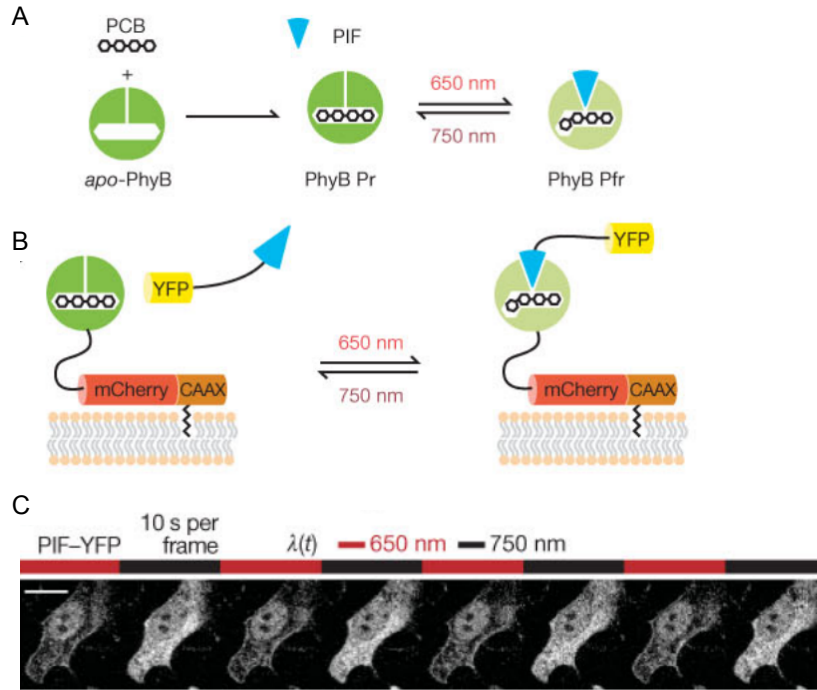 A
PCB
+
apo-PhyB
PIF
PhyB Pr
650 nm
750 nm
PhyB Pfr
B
YFP
mCherry
CAAX
650 nm
750 nm
YFP
mCherry
CAAX
C
PIF–YFP
10 s per
frame
λ(t)
650 nm
750 nm